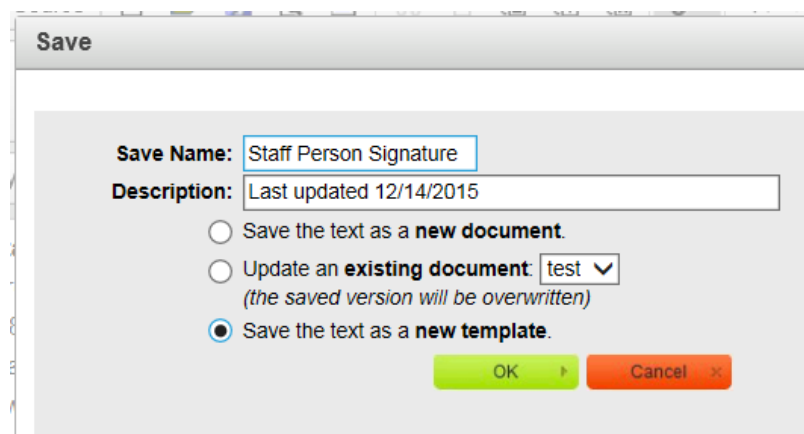 Save
Save Name: Staff Person Signature
Description: Last updated 12/14/2015
Save the text as a new document.
Update an existing document: test
(the saved version will be overwritten)
Save the text as a new template.
OK Cancel